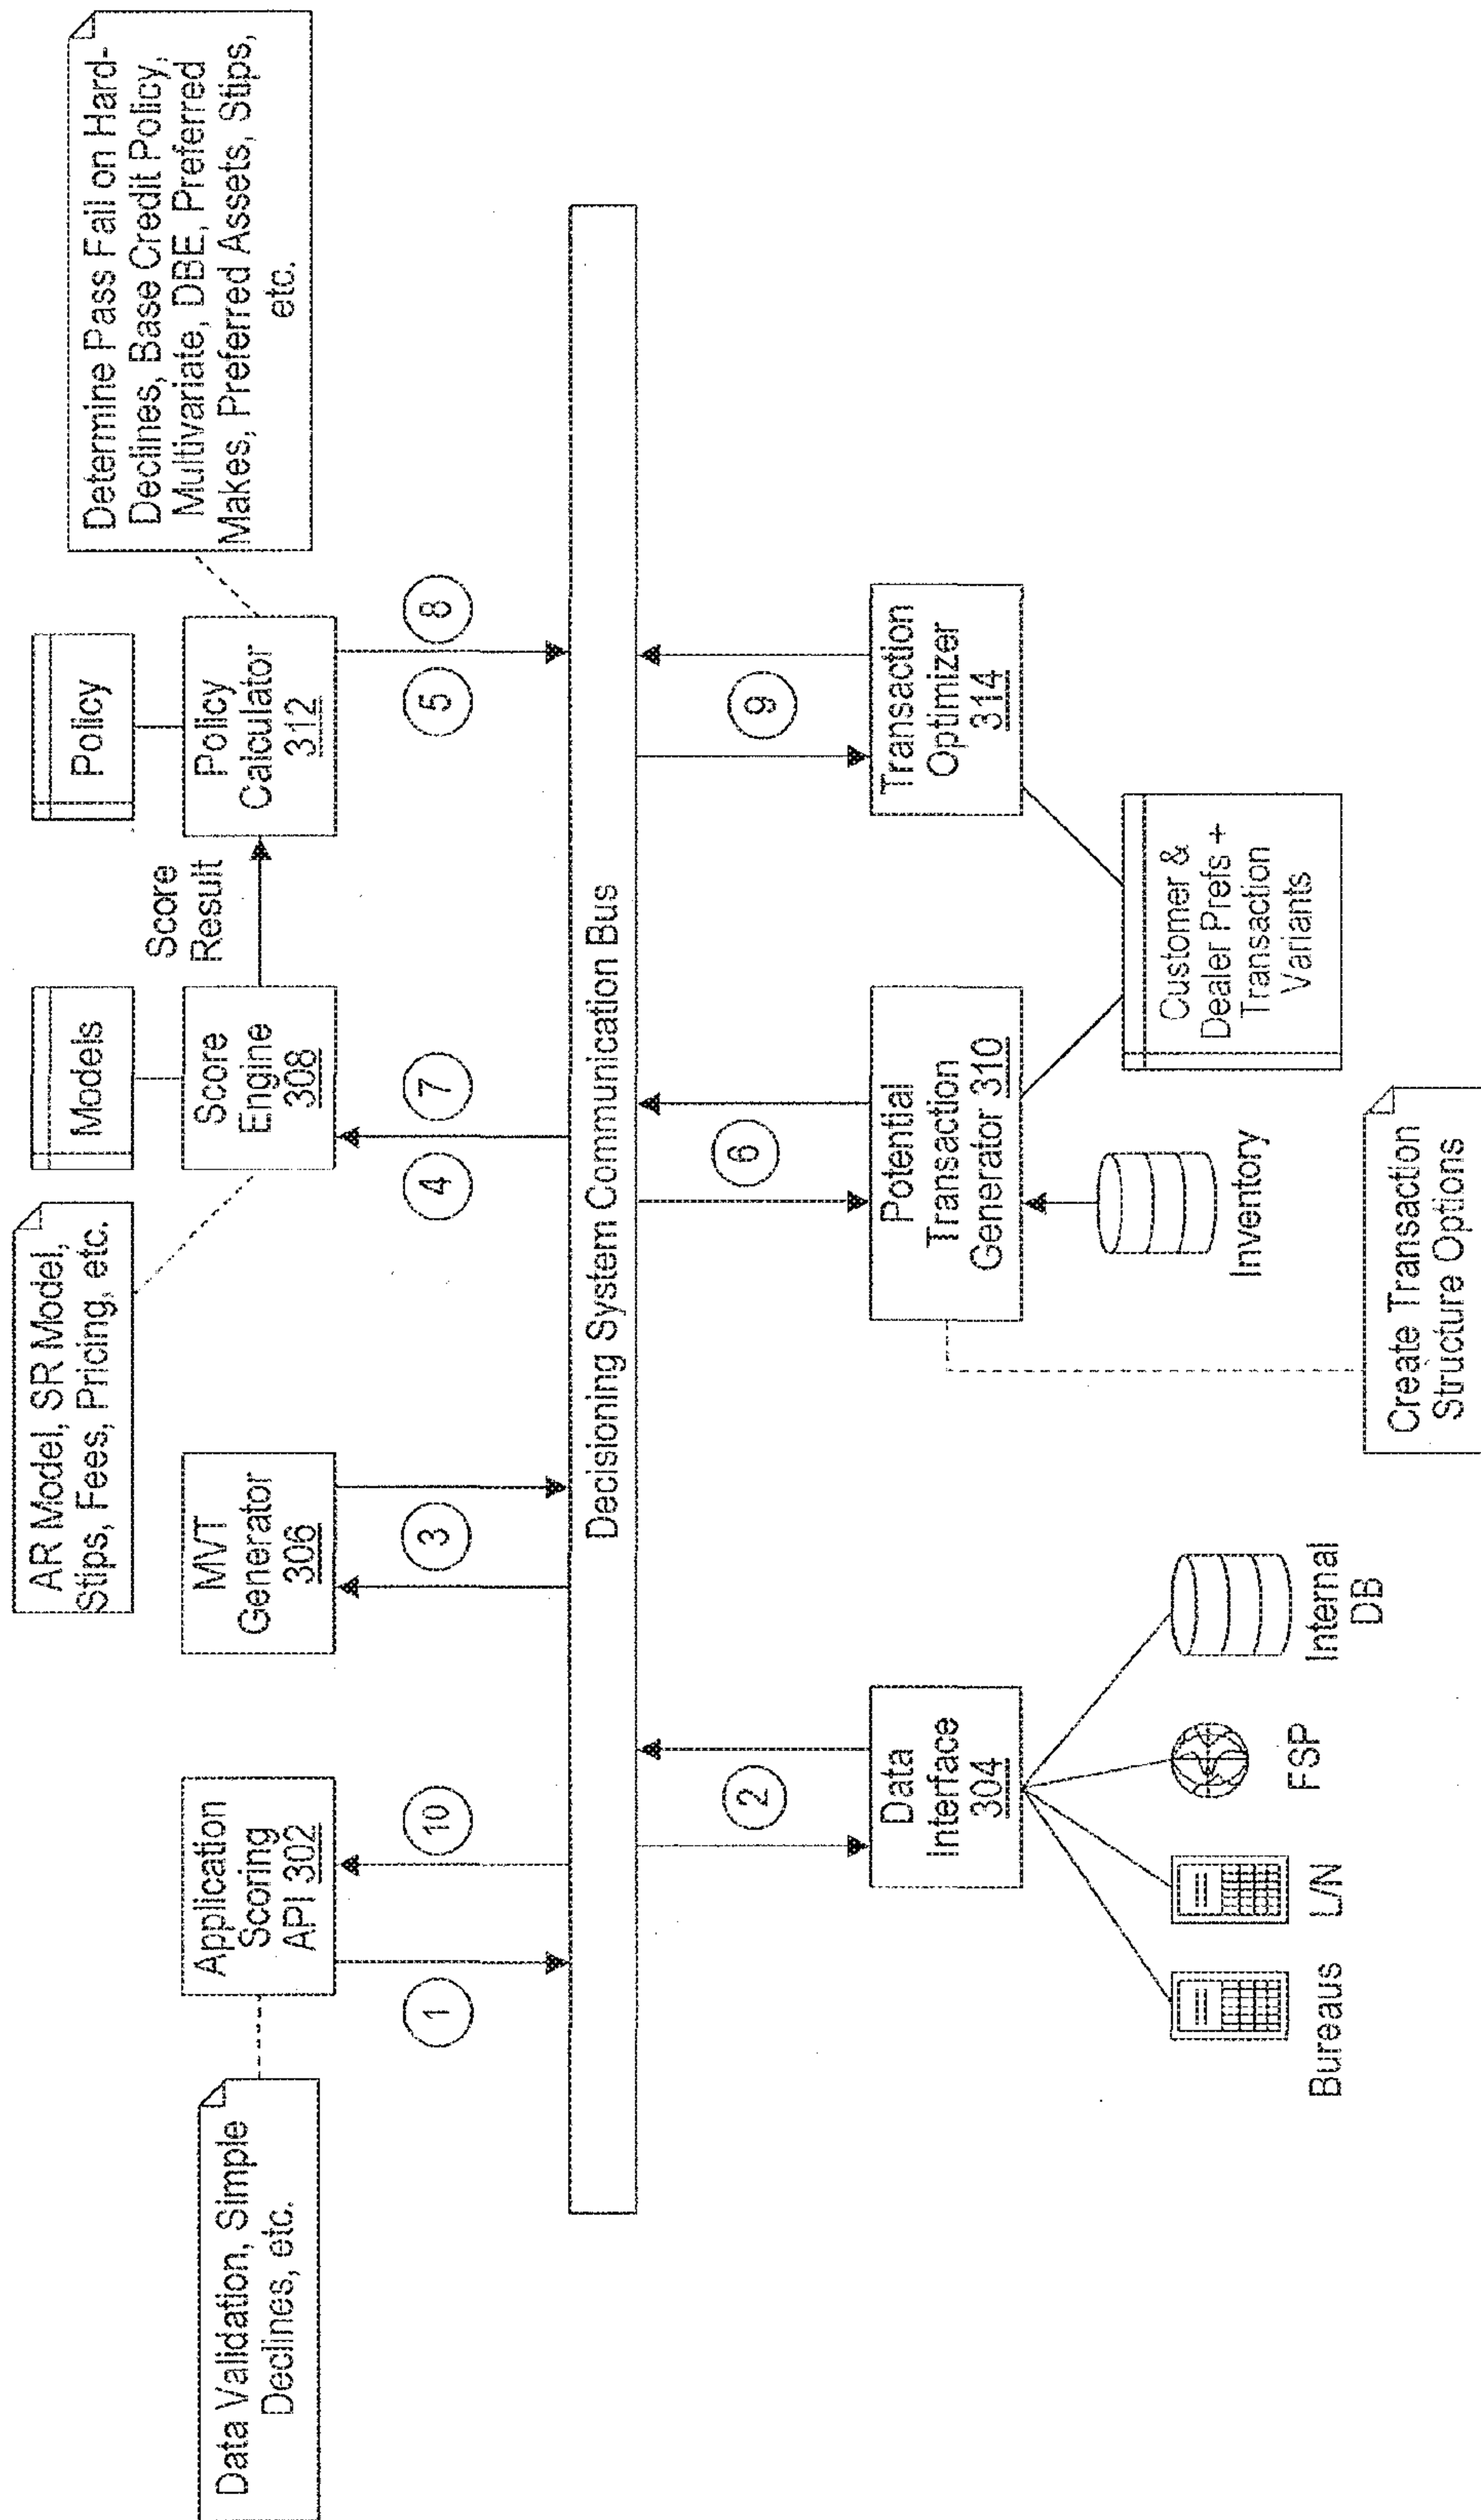 Data Validation, Simple
Declines, etc.
Application
Scoring
API 302
1
10
MVT
Generator
306
3
AR Model, SR Model,
Stips, Fees, Pricing, etc.
Models
Score
Engine
308
4
7
Score
Result
Policy
Policy
Calculator
312
5
8
Determine Pass Fail on Hard-
Declines, Base Credit Policy,
Multivariate, DBE, Preferred
Makes, Preferred Assets, Stips,
etc.
Decisioning System Communication Bus
2
Data
Interface
304
Bureaus
L/N
FSP
Internal
DB
6
Potential
Transaction
Generator 310
Inventory
Create Transaction
Structure Options
9
Transaction
Optimizer
314
Customer &
Dealer Prefs +
Transaction
Variants